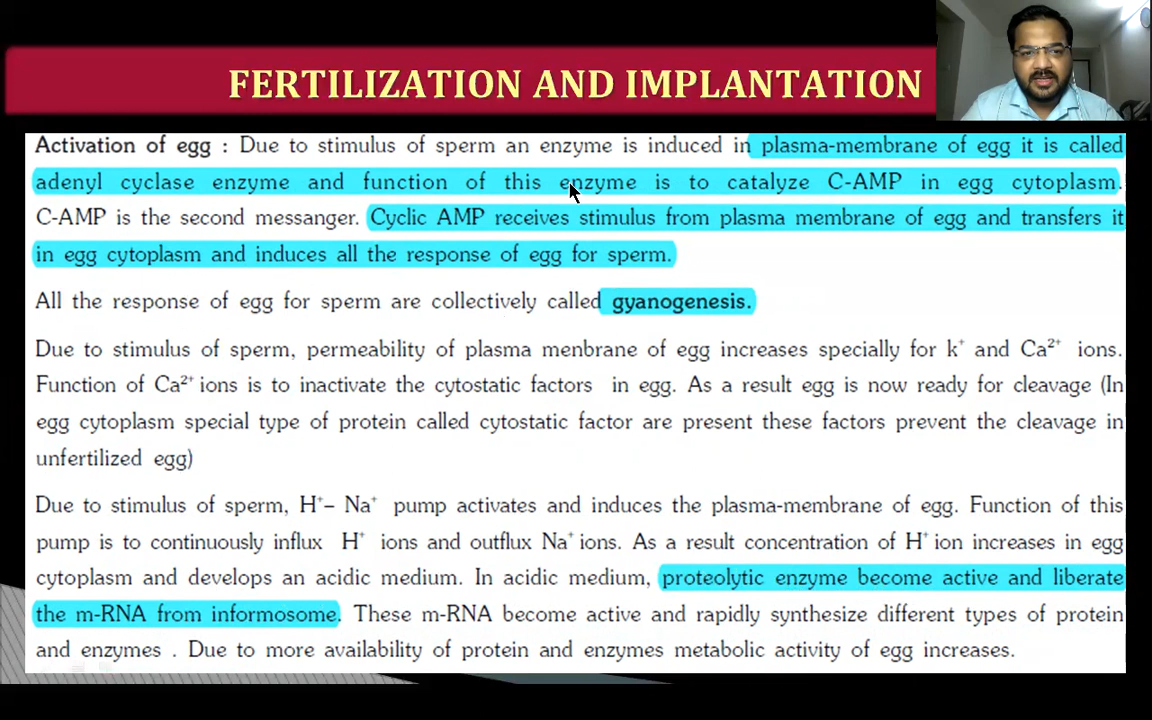 FERTILIZATION AND IMPLANTATION
Activation of egg : Due to stimulus of sperm an enzyme is induced in plasma-membrane of egg it is called
adenyl cyclase enzyme and function of this enzyme is to catalyze C-AMP in egg cytoplasm.
C-AMP is the second messanger. Cyclic AMP receives stimulus from plasma membrane of egg and transfers it
in egg cytoplasm and induces all the response of egg for sperm.
All the response of egg for sperm are collectively called gyanogenesis.
Due to stimulus of sperm, permeability of plasma menbrane of egg increases specially for k⁺ and Ca²⁺ ions.
Function of Ca²⁺ ions is to inactivate the cytostatic factors in egg. As a result egg is now ready for cleavage (In
egg cytoplasm special type of protein called cytostatic factor are present these factors prevent the cleavage in
unfertilized egg)
Due to stimulus of sperm, H⁺– Na⁺ pump activates and induces the plasma-membrane of egg. Function of this
pump is to continuously influx H⁺ ions and outflux Na⁺ ions. As a result concentration of H⁺ ion increases in egg
cytoplasm and develops an acidic medium. In acidic medium, proteolytic enzyme become active and liberate
the m-RNA from informosome. These m-RNA become active and rapidly synthesize different types of protein
and enzymes . Due to more availability of protein and enzymes metabolic activity of egg increases.